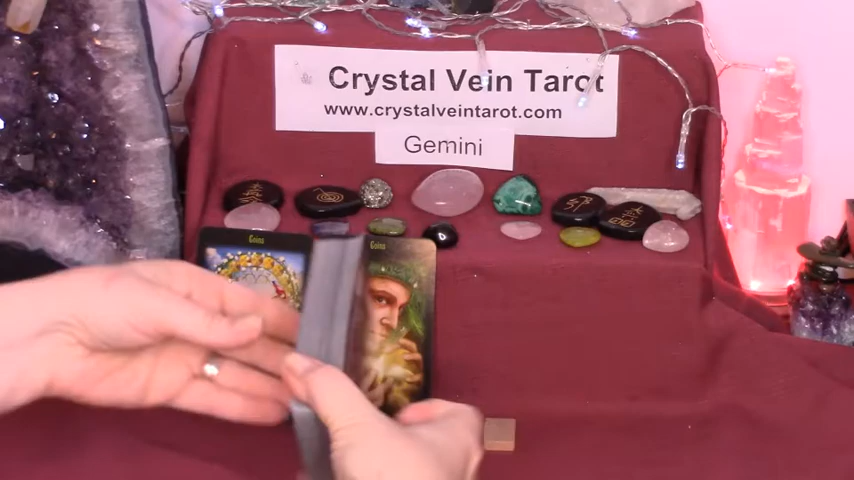 Crystal Vein Tarot
www.crystalveintarot.com
Gemini
Coins
Coins